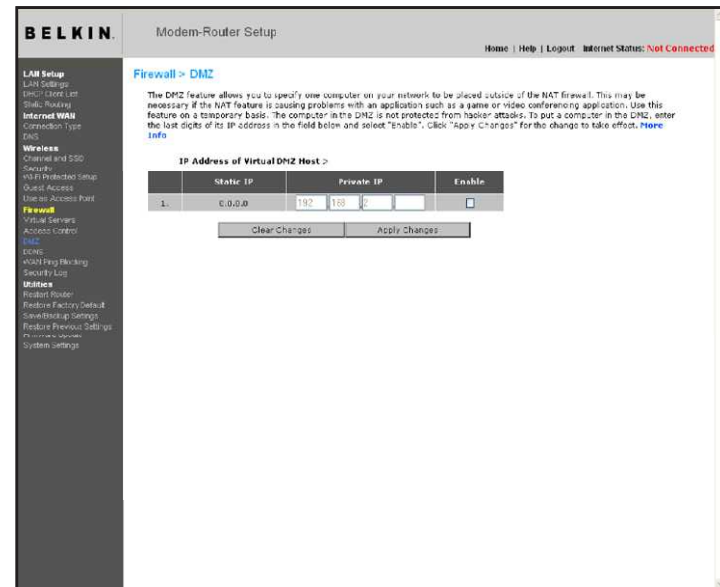 BELKIN.
Modem-Router Setup
Home | Help | Logout Internet Status: Not Connected
LAN Setup
LAN Settings
DHCP Client List
Static Routing
Internet WAN
Connection Type
DNS
Wireless
Channel and SSID
Security
Wi-Fi Protected Setup
Guest Access
Use as Access Point
Firewall
Virtual Servers
Access Control
DMZ
DDNS
WAN Ping Blocking
Security Log
Utilities
Restart Router
Restore Factory Default
Save/Backup Settings
Restore Previous Settings
Firmware Update
System Settings
Firewall > DMZ
The DMZ feature allows you to specify one computer on your network to be placed outside of the NAT firewall. This may be
necessary if the NAT feature is causing problems with an application such as a game or video conferencing application. Use this
feature on a temporary basis. The computer in the DMZ is not protected from hacker attacks. To put a computer in the DMZ, enter
the last digits of its IP address in the field below and select "Enable". Click "Apply Changes" for the change to take effect. More
Info
IP Address of Virtual DMZ Host >
Static IP Private IP Enable
1. 0.0.0.0 192 . 168 . 2 .
Clear Changes Apply Changes